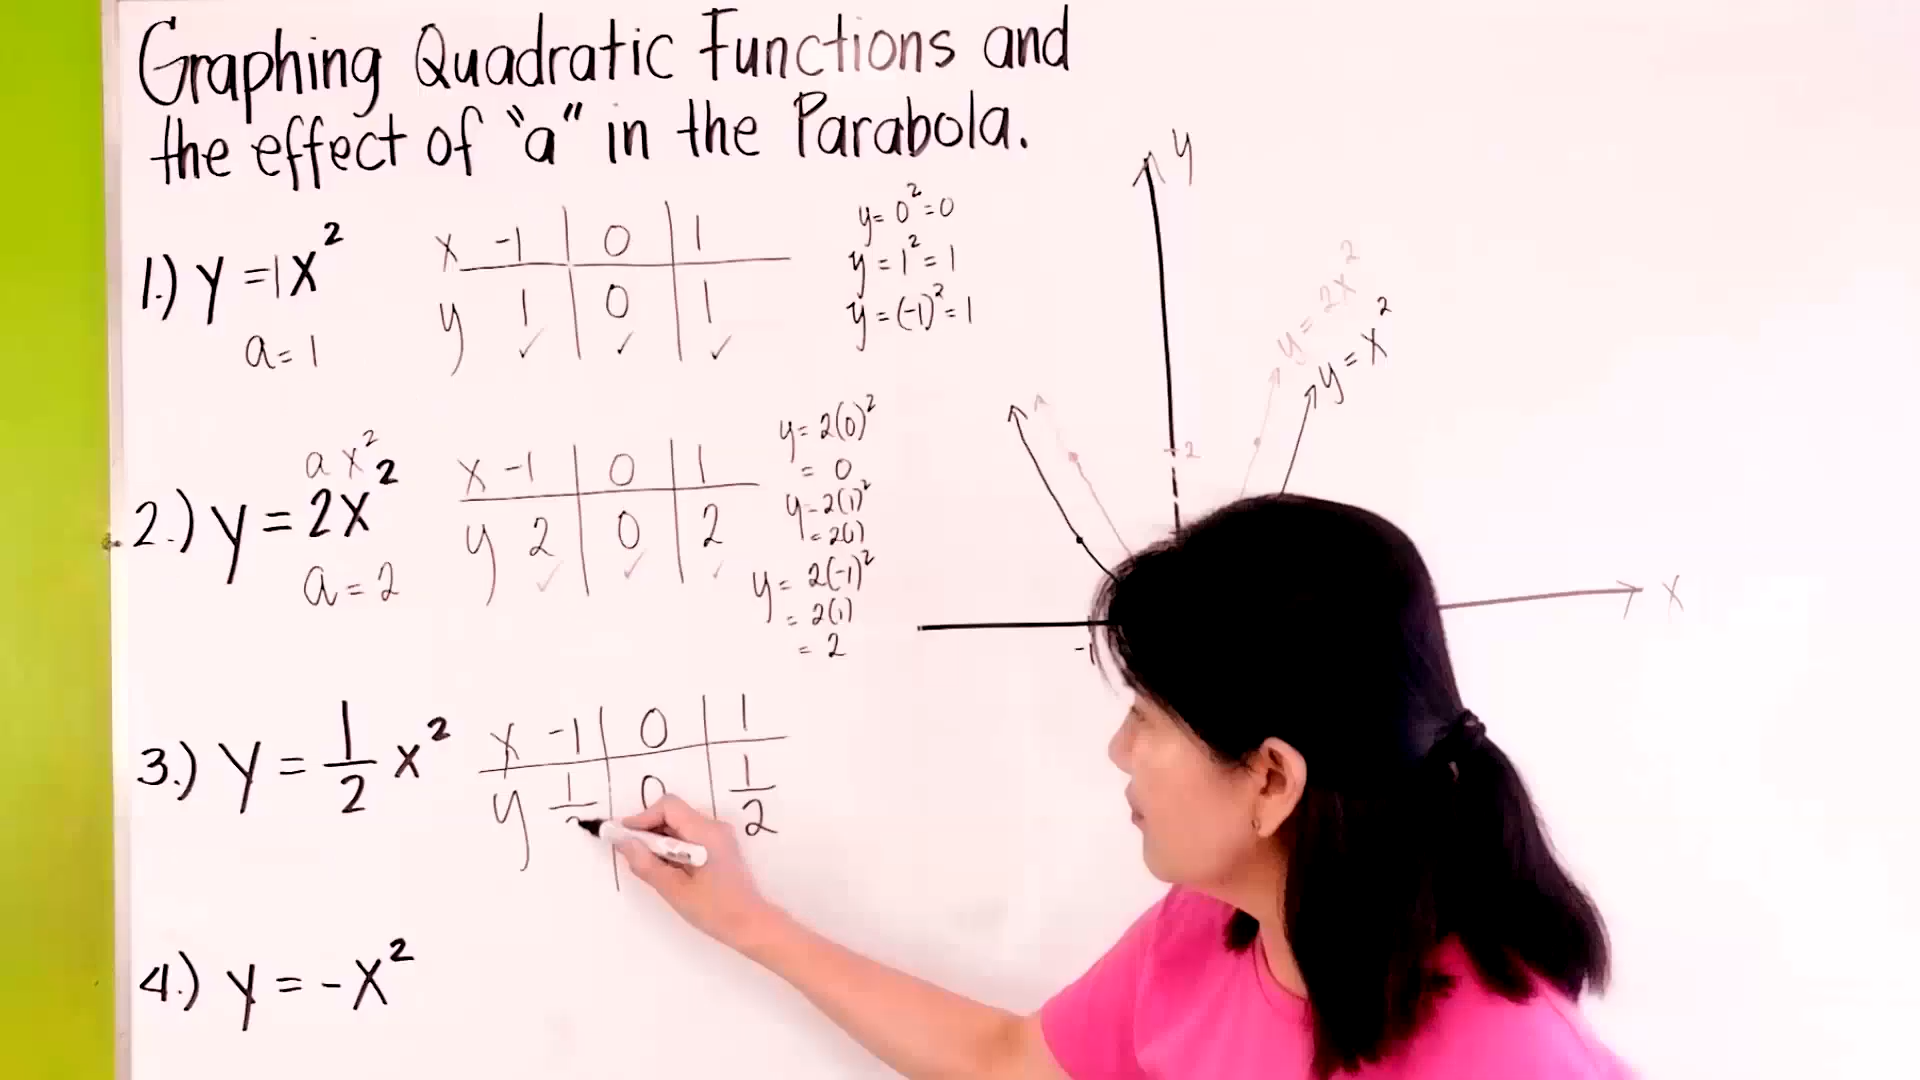 Graphing Quadratic Functions and
the effect of "a" in the Parabola.
1.) y = 1x²
a = 1
x -1 0 1
y 1 0 1
y = 0² = 0
y = 1² = 1
y = (-1)² = 1
ax²
2.) y = 2x²
a = 2
x -1 0 1
y 2 0 2
y = 2(0)²
= 0
y = 2(1)²
= 2(1)
y = 2(-1)²
= 2(1)
= 2
3.) y = 1/2 x²
x -1 0 1
y 1 0 1/2
4.) y = -x²
y
y = 2x²
y = x²
2
x
-1